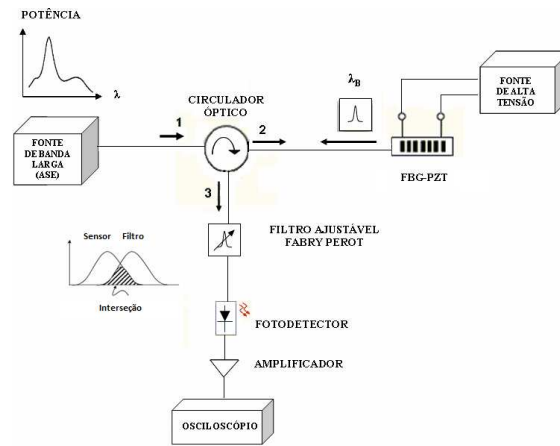 POTÊNCIA
λ
FONTE
DE BANDA
LARGA
(ASE)
1
CIRCULADOR
ÓPTICO
2
3
λB
FONTE
DE ALTA
TENSÃO
FBG-PZT
FILTRO AJUSTÁVEL
FABRY PEROT
Sensor Filtro
Interseção
FOTODETECTOR
AMPLIFICADOR
OSCILOSCÓPIO